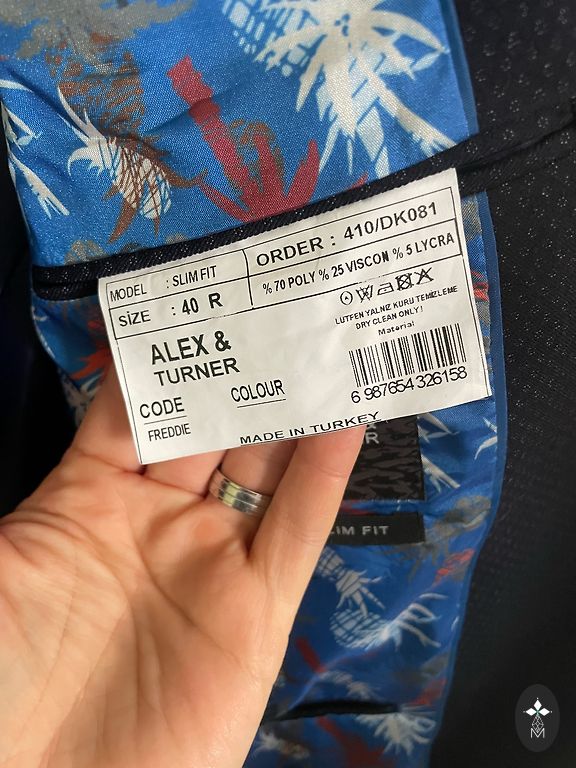 MODEL : SLIM FIT
ORDER : 410/DK081
SIZE : 40 R
% 70 POLY % 25 VISCON % 5 LYCRA
LUTFEN YALNIZ KURU TEMIZLEME
DRY CLEAN ONLY!
Material
ALEX &
TURNER
CODE
COLOUR
FREDDIE
6 987654 326158
MADE IN TURKEY
R
IM FIT
M